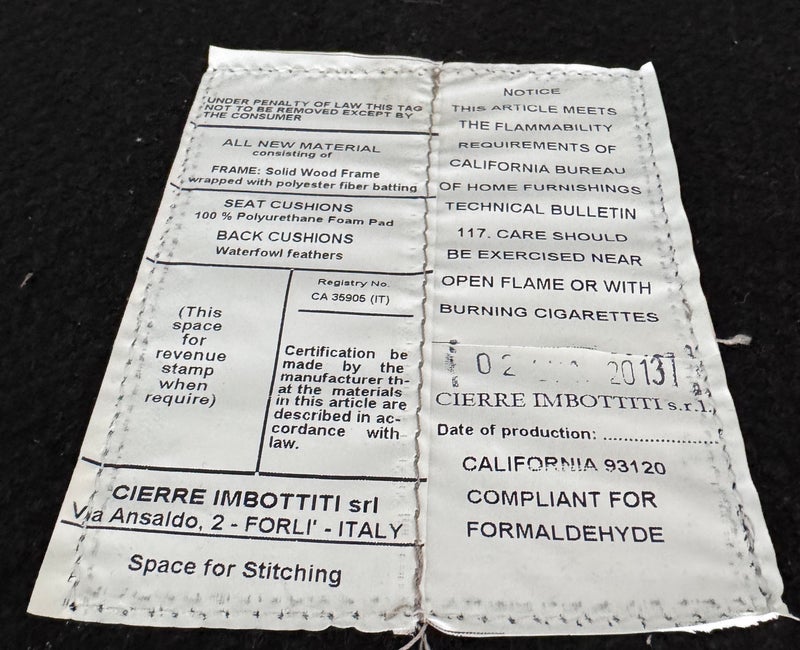 UNDER PENALTY OF LAW THIS TAG
NOT TO BE REMOVED EXCEPT BY
THE CONSUMER
ALL NEW MATERIAL
consisting of
FRAME: Solid Wood Frame
wrapped with polyester fiber batting
SEAT CUSHIONS
100 % Polyurethane Foam Pad
BACK CUSHIONS
Waterfowl feathers
(This
space
for
revenue
stamp
when
require)
Registry No.
CA 35905 (IT)
Certification be
made by the
manufacturer th-
at the materials
in this article are
described in ac-
cordance with
law.
CIERRE IMBOTTITI srl
Via Ansaldo, 2 - FORLI' - ITALY
Space for Stitching
NOTICE
THIS ARTICLE MEETS
THE FLAMMABILITY
REQUIREMENTS OF
CALIFORNIA BUREAU
OF HOME FURNISHINGS
TECHNICAL BULLETIN
117. CARE SHOULD
BE EXERCISED NEAR
OPEN FLAME OR WITH
BURNING CIGARETTES
02 2013
CIERRE IMBOTTITI s.r.l.
Date of production: ........................
CALIFORNIA 93120
COMPLIANT FOR
FORMALDEHYDE